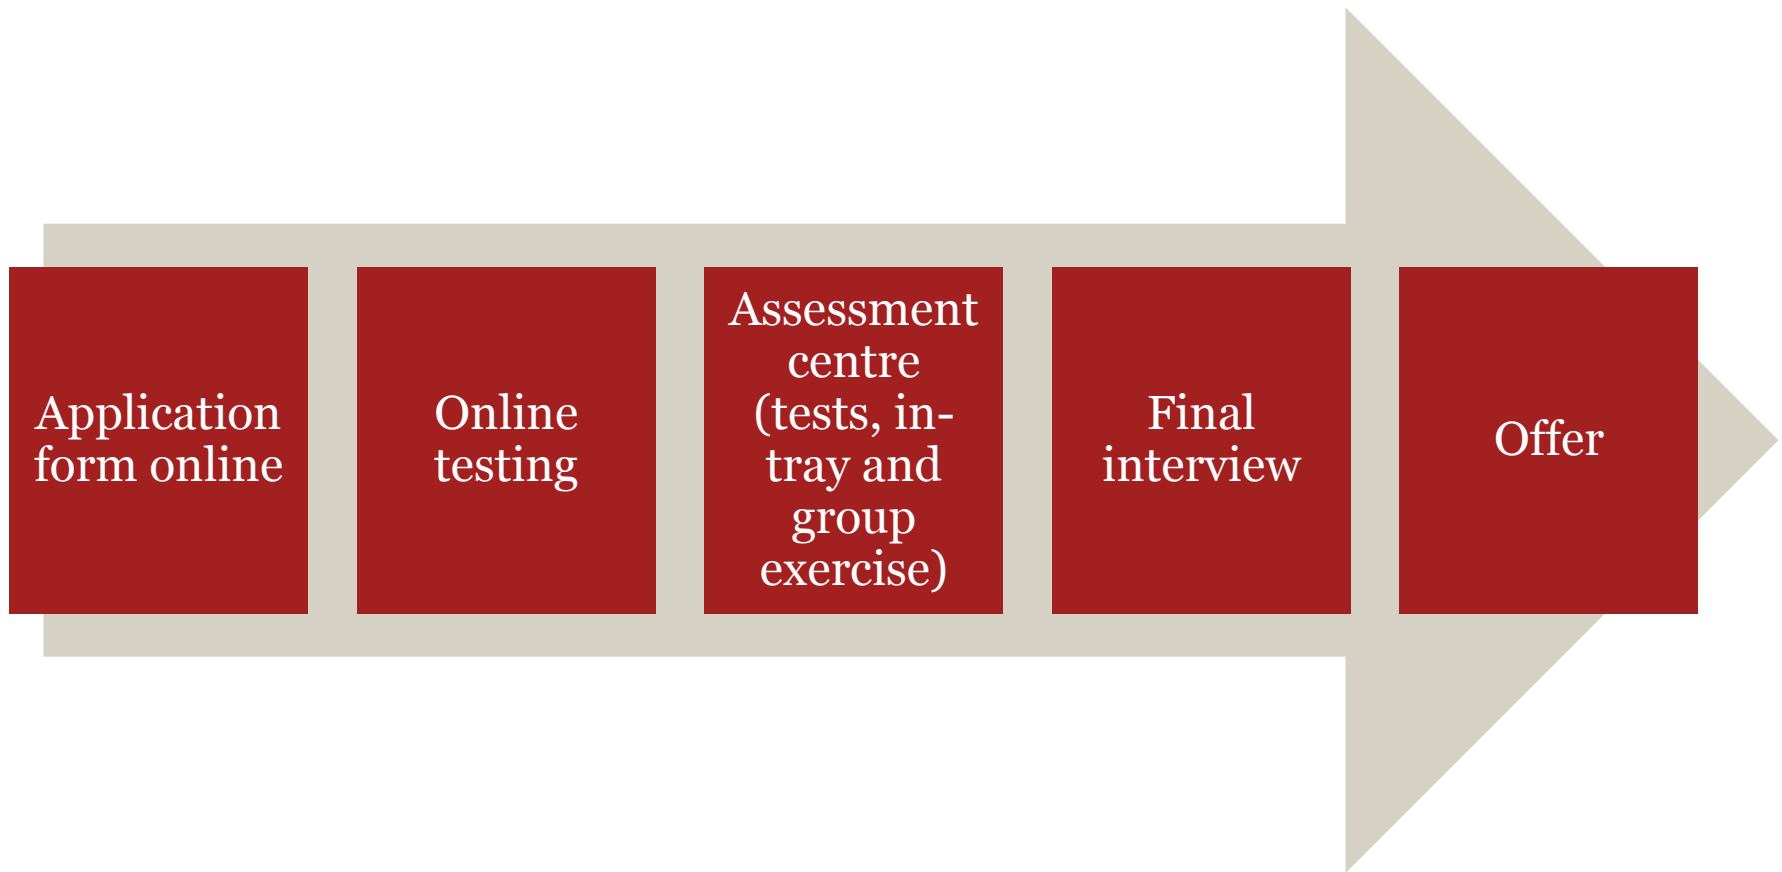 Application
form online
Online
testing
Assessment
centre
(tests, in-
tray and
group
exercise)
Final
interview
Offer